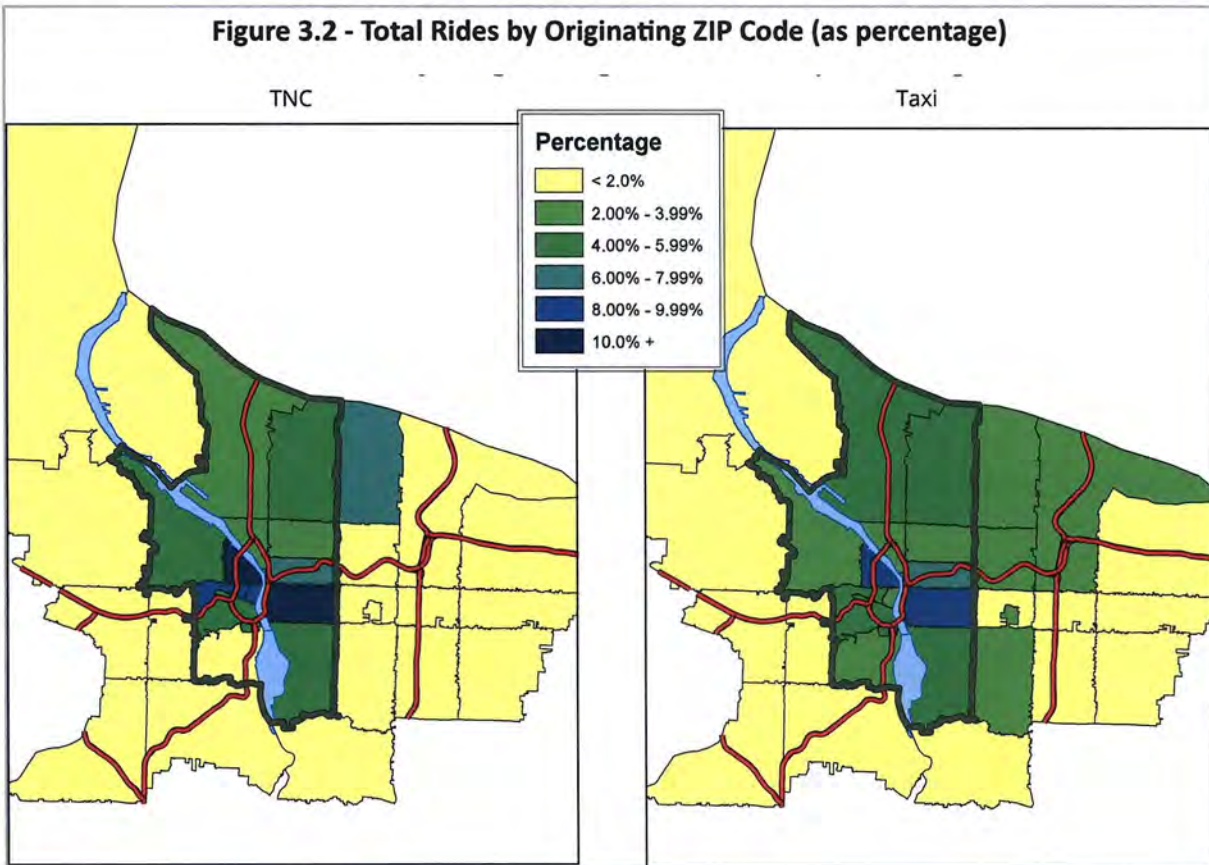 Figure 3.2 - Total Rides by Originating ZIP Code (as percentage)
TNC
Taxi
Percentage
< 2.0%
2.00% - 3.99%
4.00% - 5.99%
6.00% - 7.99%
8.00% - 9.99%
10.0% +